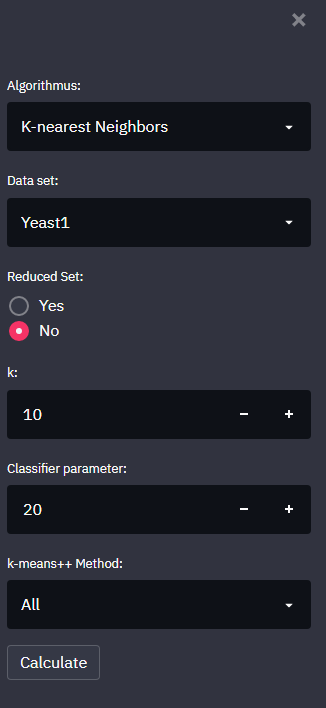 Algorithmus:
K-nearest Neighbors
Data set:
Yeast1
Reduced Set:
Yes
No
k:
10
Classifier parameter:
20
k-means++ Method:
All
Calculate